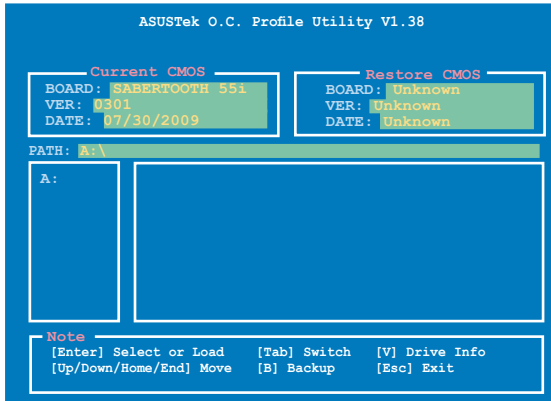 ASUSTek O.C. Profile Utility V1.38
Current CMOS
BOARD: SABERTOOTH 55i
VER: 0301
DATE: 07/30/2009
Restore CMOS
BOARD: Unknown
VER: Unknown
DATE: Unknown
PATH: A:\
A:
Note
[Enter] Select or Load [Tab] Switch [V] Drive Info
[Up/Down/Home/End] Move [B] Backup [Esc] Exit